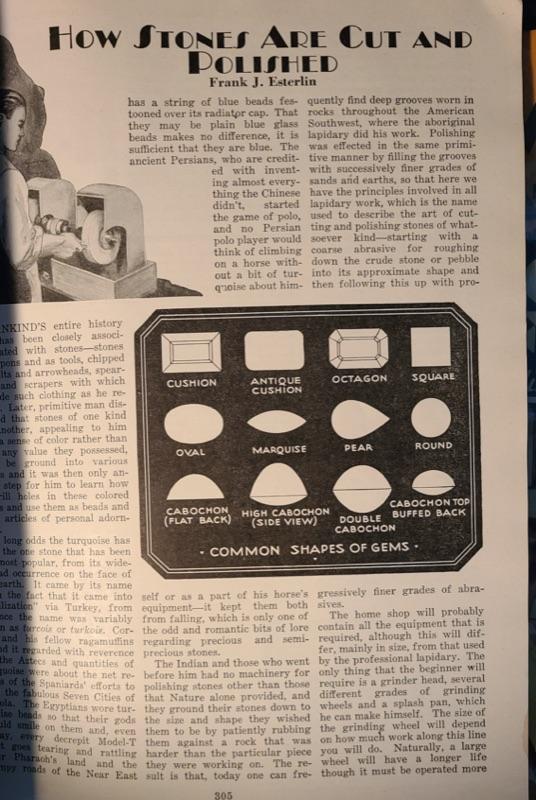 HOW STONES ARE CUT AND
POLISHED
Frank J. Esterlin
NKIND'S entire history
has been closely associ-
ated with stones—stones
pons and as tools, chipped
lts and arrowheads, spear-
and scrapers with which
de such clothing as he re-
. Later, primitive man dis-
d that stones of one kind
nother, appealing to him
a sense of color rather than
any value they possessed,
be ground into various
s and it was then only an-
step for him to learn how
rill holes in these colored
s and use them as beads and
articles of personal adorn-
long odds the turquoise has
the one stone that has been
most popular, from its wide-
ad occurrence on the face of
earth. It came by its name
the fact that it came into
ilization" via Turkey, from
nce the name was variably
n as turcois or turkois. Cor-
and his fellow ragamuffins
nd it regarded with reverence
the Aztecs and quantities of
quoise were about the net re-
s of the Spaniards' efforts to
the fabulous Seven Cities of
ola. The Egyptians wore tur-
ise beads so that their gods
uld smile on them and, even
ay, every decrepit Model-T
t goes tearing and rattling
r Pharaoh's land and the
mpy roads of the Near East
has a string of blue beads fes-
tooned over its radiator cap. That
they may be plain blue glass
beads makes no difference, it is
sufficient that they are blue. The
ancient Persians, who are credit-
ed with invent-
ing almost every-
thing the Chinese
didn't, started
the game of polo,
and no Persian
polo player would
think of climbing
on a horse with-
out a bit of tur-
quoise about him-
self or as a part of his horse's
equipment—it kept them both
from falling, which is only one of
the odd and romantic bits of lore
regarding precious and semi-
precious stones.
The Indian and those who went
before him had no machinery for
polishing stones other than those
that Nature alone provided, and
they ground their stones down to
the size and shape they wished
them to be by patiently rubbing
them against a rock that was
harder than the particular piece
they were working on. The re-
sult is that, today one can fre-
quently find deep grooves worn in
rocks throughout the American
Southwest, where the aboriginal
lapidary did his work. Polishing
was effected in the same primi-
tive manner by filling the grooves
with successively finer grades of
sands and earths, so that here we
have the principles involved in all
lapidary work, which is the name
used to describe the art of cut-
ting and polishing stones of what-
soever kind—starting with a
coarse abrasive for roughing
down the crude stone or pebble
into its approximate shape and
then following this up with pro-
gressively finer grades of abra-
sives.
The home shop will probably
contain all the equipment that is
required, although this will dif-
fer, mainly in size, from that used
by the professional lapidary. The
only thing that the beginner will
require is a grinder head, several
different grades of grinding
wheels and a splash pan, which
he can make himself. The size of
the grinding wheel will depend
on how much work along this line
you will do. Naturally, a large
wheel will have a longer life
though it must be operated more
CUSHION
ANTIQUE
CUSHION
OCTAGON
SQUARE
OVAL
MARQUISE
PEAR
ROUND
CABOCHON
(FLAT BACK)
HIGH CABOCHON
(SIDE VIEW)
DOUBLE
CABOCHON
CABOCHON TOP
BUFFED BACK
· COMMON SHAPES OF GEMS ·
305